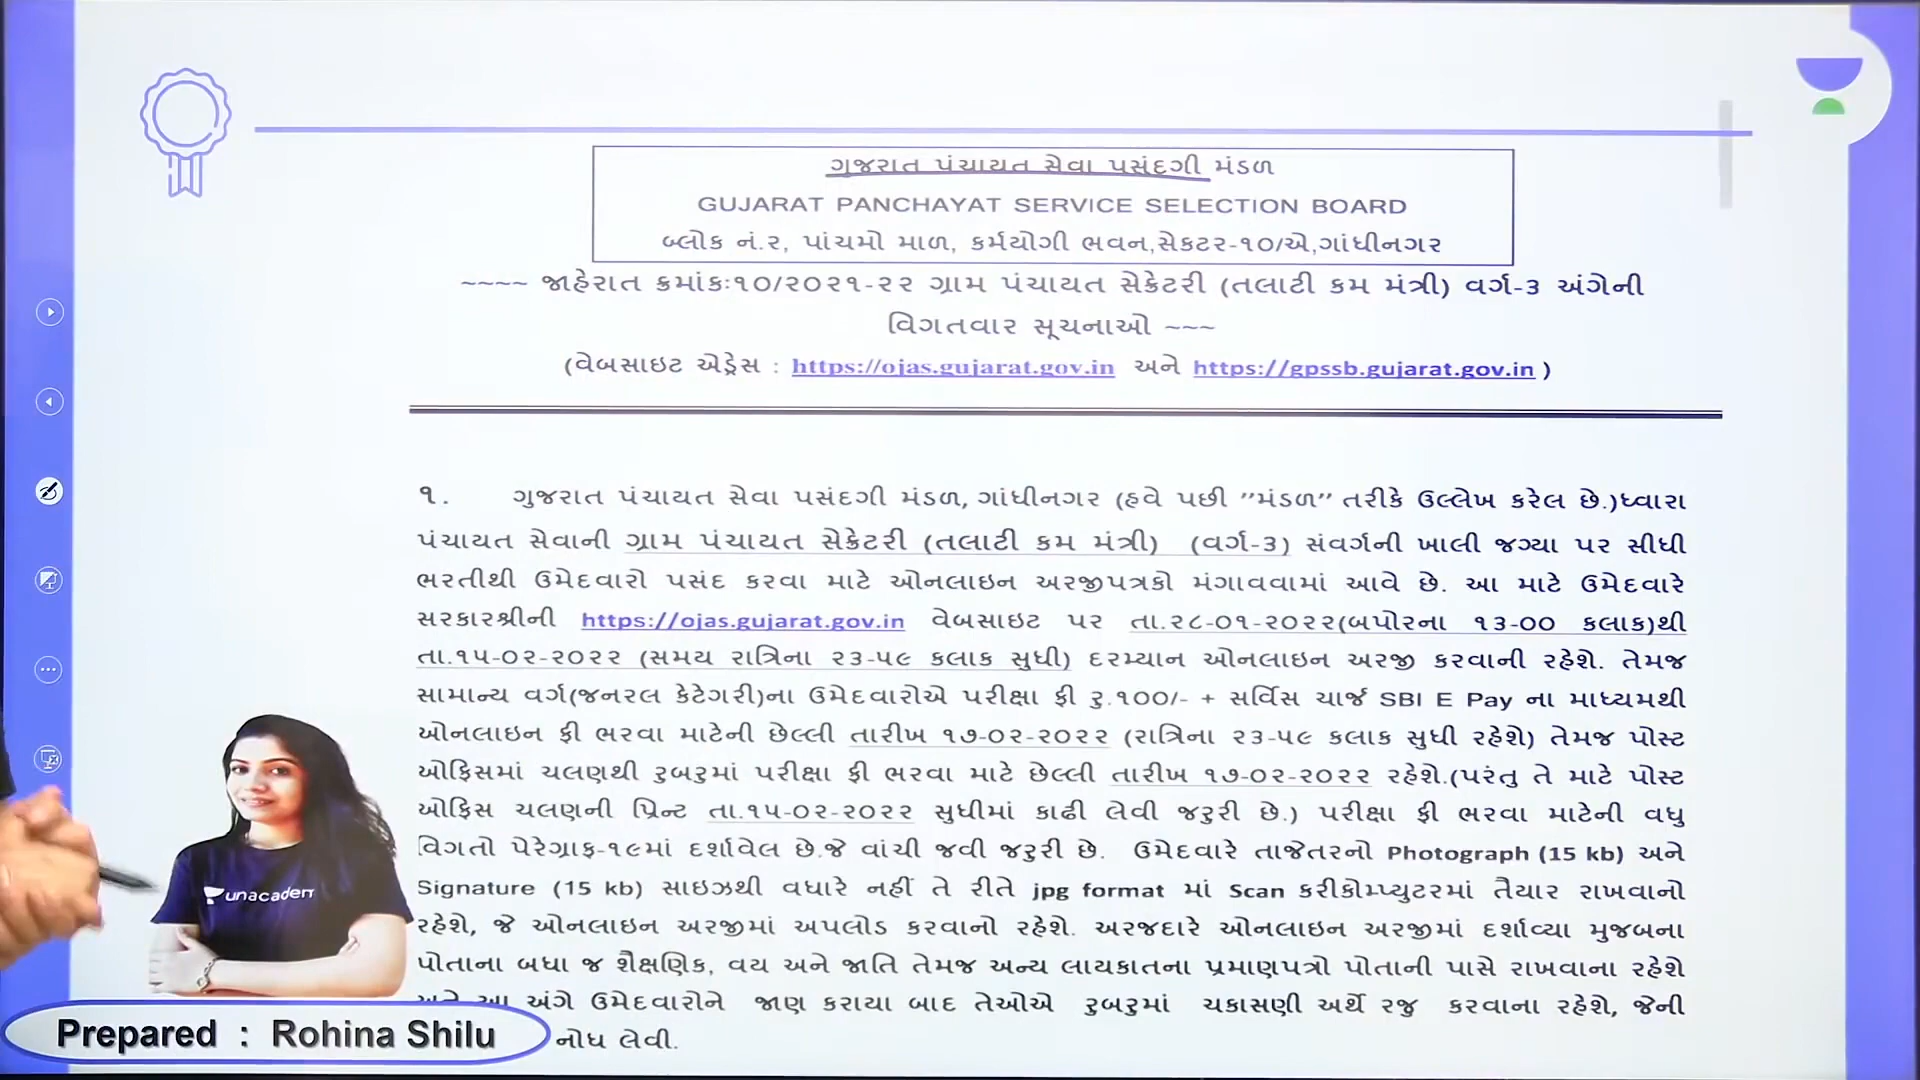 ગુજરાત પંચાયત સેવા પસંદગી મંડળ
GUJARAT PANCHAYAT SERVICE SELECTION BOARD
બ્લોક નં.૨, પાંચમો માળ, કર્મયોગી ભવન,સેકટર-૧૦/એ,ગાંધીનગર
~~~~ જાહેરાત ક્રમાંકઃ૧૦/૨૦૨૧-૨૨ ગ્રામ પંચાયત સેક્રેટરી (તલાટી કમ મંત્રી) વર્ગ-૩ અંગેની
વિગતવાર સૂચનાઓ ~~~
(વેબસાઇટ એડ્રેસ : https://ojas.gujarat.gov.in અને https://gpssb.gujarat.gov.in )
૧. ગુજરાત પંચાયત સેવા પસંદગી મંડળ, ગાંધીનગર (હવે પછી ”મંડળ” તરીકે ઉલ્લેખ કરેલ છે.)ધ્વારા
પંચાયત સેવાની ગ્રામ પંચાયત સેક્રેટરી (તલાટી કમ મંત્રી) (વર્ગ-૩) સંવર્ગની ખાલી જગ્યા પર સીધી
ભરતીથી ઉમેદવારો પસંદ કરવા માટે ઓનલાઇન અરજીપત્રકો મંગાવવામાં આવે છે. આ માટે ઉમેદવારે
સરકારશ્રીની https://ojas.gujarat.gov.in વેબસાઇટ પર તા.૨૮-૦૧-૨૦૨૨(બપોરના ૧૩-૦૦ કલાક)થી
તા.૧૫-૦૨-૨૦૨૨ (સમય રાત્રિના ૨૩-૫૯ કલાક સુધી) દરમ્યાન ઓનલાઇન અરજી કરવાની રહેશે. તેમજ
સામાન્ય વર્ગ(જનરલ કેટેગરી)ના ઉમેદવારોએ પરીક્ષા ફી રુ.૧૦૦/- + સર્વિસ ચાર્જ SBI E Pay ના માધ્યમથી
ઓનલાઇન ફી ભરવા માટેની છેલ્લી તારીખ ૧૭-૦૨-૨૦૨૨ (રાત્રિના ૨૩-૫૯ કલાક સુધી રહેશે) તેમજ પોસ્ટ
ઓફિસમાં ચલણથી રુબરુમાં પરીક્ષા ફી ભરવા માટે છેલ્લી તારીખ ૧૭-૦૨-૨૦૨૨ રહેશે.(પરંતુ તે માટે પોસ્ટ
ઓફિસ ચલણની પ્રિન્ટ તા.૧૫-૦૨-૨૦૨૨ સુધીમાં કાઢી લેવી જરુરી છે.) પરીક્ષા ફી ભરવા માટેની વધુ
વિગતો પેરેગ્રાફ-૧૯માં દર્શાવેલ છે.જે વાંચી જવી જરુરી છે. ઉમેદવારે તાજેતરનો Photograph (15 kb) અને
Signature (15 kb) સાઇઝથી વધારે નહીં તે રીતે jpg format માં Scan કરીકોમ્પ્યુટરમાં તૈયાર રાખવાનો
રહેશે, જે ઓનલાઇન અરજીમાં અપલોડ કરવાનો રહેશે. અરજદારે ઓનલાઇન અરજીમાં દર્શાવ્યા મુજબના
પોતાના બધા જ શૈક્ષણિક, વય અને જાતિ તેમજ અન્ય લાયકાતના પ્રમાણપત્રો પોતાની પાસે રાખવાના રહેશે
અને આ અંગે ઉમેદવારોને જાણ કરાયા બાદ તેઓએ રુબરુમાં ચકાસણી અર્થે રજુ કરવાના રહેશે, જેની
નોધ લેવી.
unacadem
Prepared : Rohina Shilu